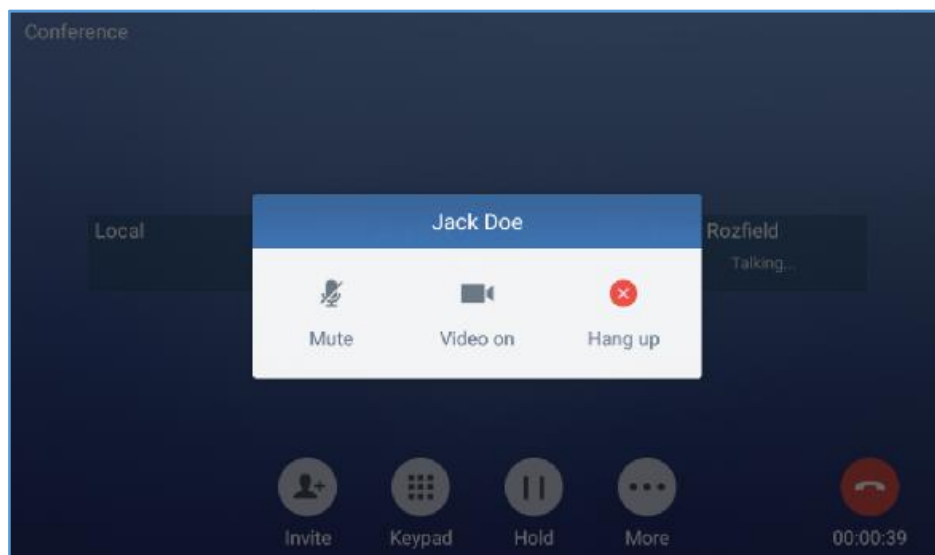 Conference
Jack Doe
Local
Rozfield
Talking...
Mute Video on Hang up
Invite Keypad Hold More 00:00:39